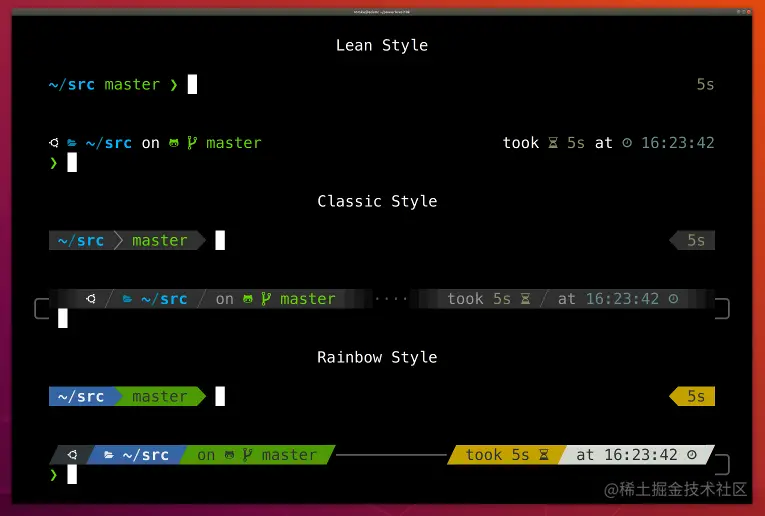 Lean Style
~/src master ❯ 5s
~/src on master took 5s at 16:23:42
❯
Classic Style
~/src master 5s
~/src on master ···· took 5s at 16:23:42
Rainbow Style
~/src master 5s
~/src on master took 5s at 16:23:42
❯
@稀土掘金技术社区